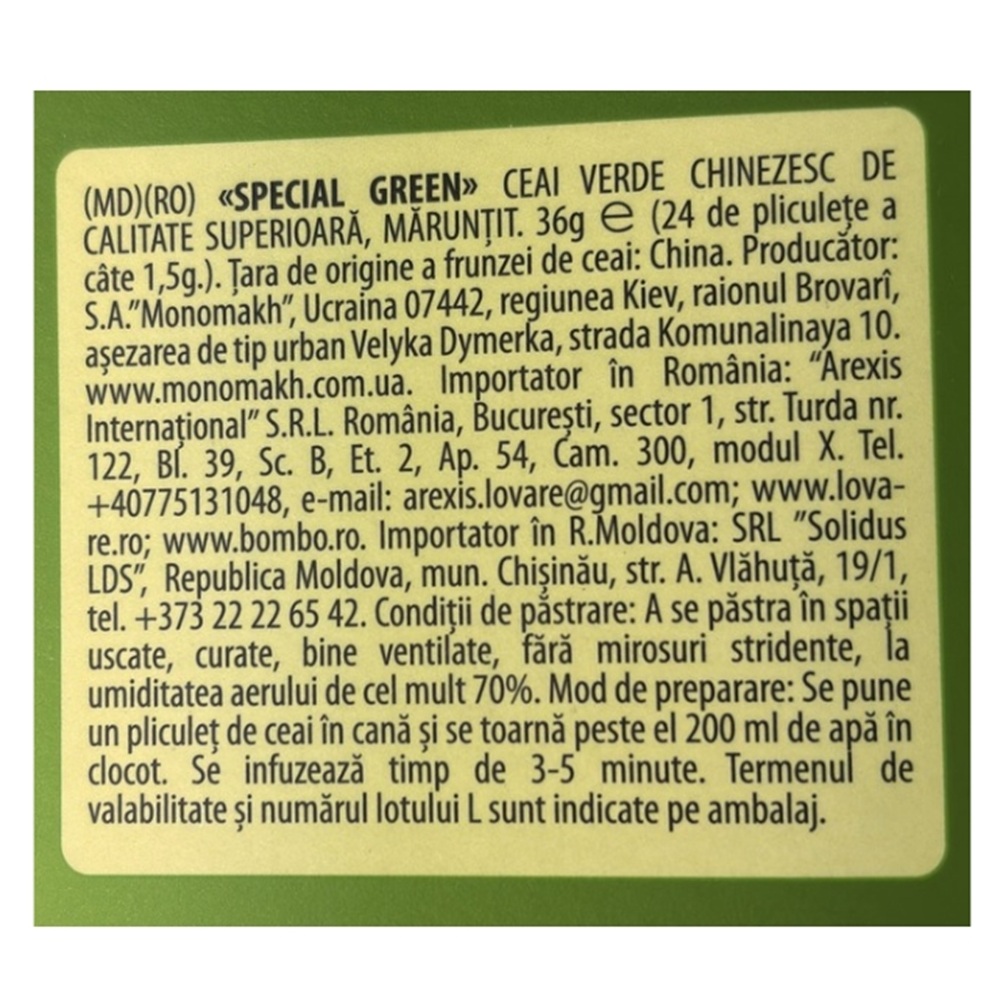 (MD)(RO) «SPECIAL GREEN» CEAI VERDE CHINEZESC DE
CALITATE SUPERIOARĂ, MĂRUNȚIT. 36g ℮ (24 de pliculețe a
câte 1,5g.). Țara de origine a frunzei de ceai: China. Producător:
S.A."Monomakh", Ucraina 07442, regiunea Kiev, raionul Brovarî,
așezarea de tip urban Velyka Dymerka, strada Komunalinaya 10.
www.monomakh.com.ua. Importator în România: "Arexis
Internațional" S.R.L. România, București, sector 1, str. Turda nr.
122, Bl. 39, Sc. B, Et. 2, Ap. 54, Cam. 300, modul X. Tel.
+40775131048, e-mail: arexis.lovare@gmail.com; www.lova-
re.ro; www.bombo.ro. Importator în R.Moldova: SRL "Solidus
LDS", Republica Moldova, mun. Chișinău, str. A. Vlăhuță, 19/1,
tel. +373 22 22 65 42. Condiții de păstrare: A se păstra în spații
uscate, curate, bine ventilate, fără mirosuri stridente, la
umiditatea aerului de cel mult 70%. Mod de preparare: Se pune
un pliculeț de ceai în cană și se toarnă peste el 200 ml de apă în
clocot. Se infuzează timp de 3-5 minute. Termenul de
valabilitate și numărul lotului L sunt indicate pe ambalaj.